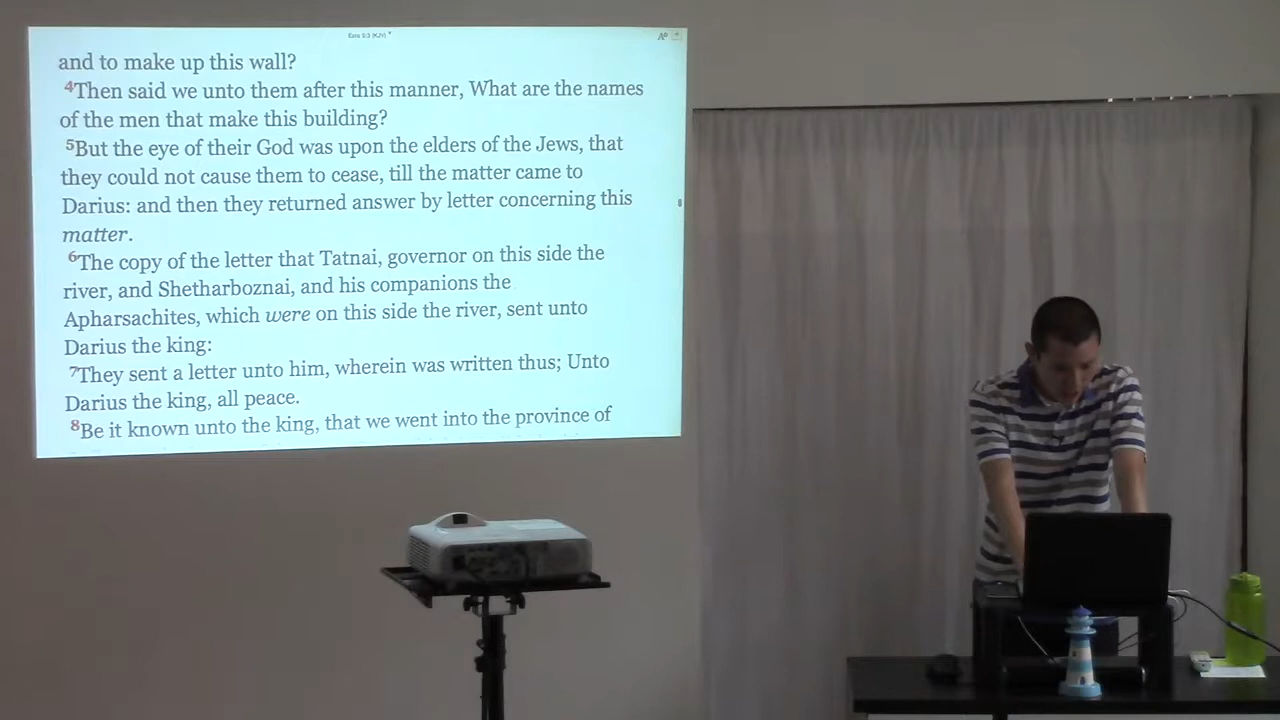 Ezra 5:3 (KJV)
and to make up this wall?
4Then said we unto them after this manner, What are the names
of the men that make this building?
5But the eye of their God was upon the elders of the Jews, that
they could not cause them to cease, till the matter came to
Darius: and then they returned answer by letter concerning this
matter.
6The copy of the letter that Tatnai, governor on this side the
river, and Shetharboznai, and his companions the
Apharsachites, which were on this side the river, sent unto
Darius the king:
7They sent a letter unto him, wherein was written thus; Unto
Darius the king, all peace.
8Be it known unto the king, that we went into the province of